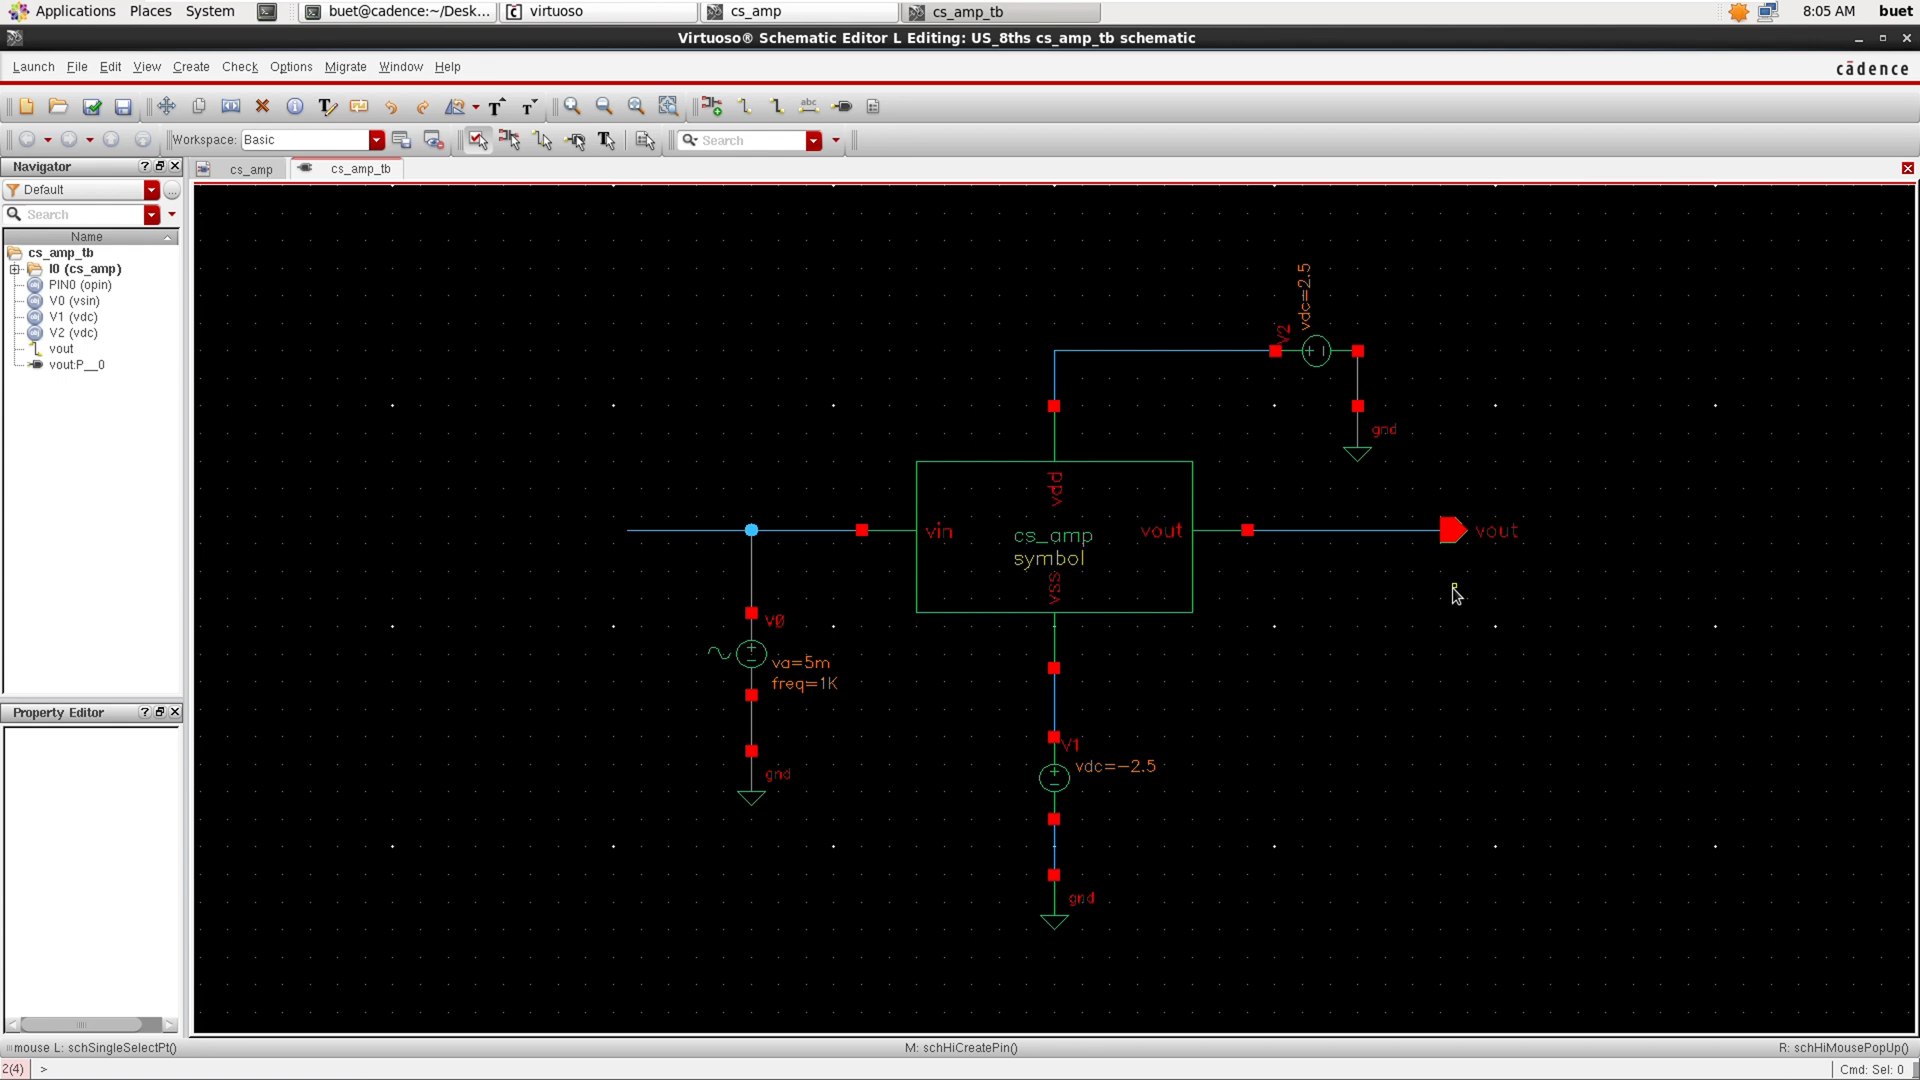 Applications Places System buet@cadence:~/Desk... virtuoso cs_amp cs_amp_tb 8:05 AM buet
Virtuoso® Schematic Editor L Editing: US_8ths cs_amp_tb schematic
Launch File Edit View Create Check Options Migrate Window Help cādence
Workspace: Basic Search
Navigator
cs_amp cs_amp_tb
Default
Search
Name
cs_amp_tb
I0 (cs_amp)
PIN0 (opin)
V0 (vsin)
V1 (vdc)
V2 (vdc)
vout
vout:P__0
Property Editor
vdc=2.5
V2
gnd
vdd
vin
vout
vout
cs_amp
symbol
vss
V0
va=5m
freq=1K
gnd
V1
vdc=-2.5
gnd
mouse L: schSingleSelectPt() M: schHiCreatePin() R: schHiMousePopUp()
2(4) > Cmd: Sel: 0